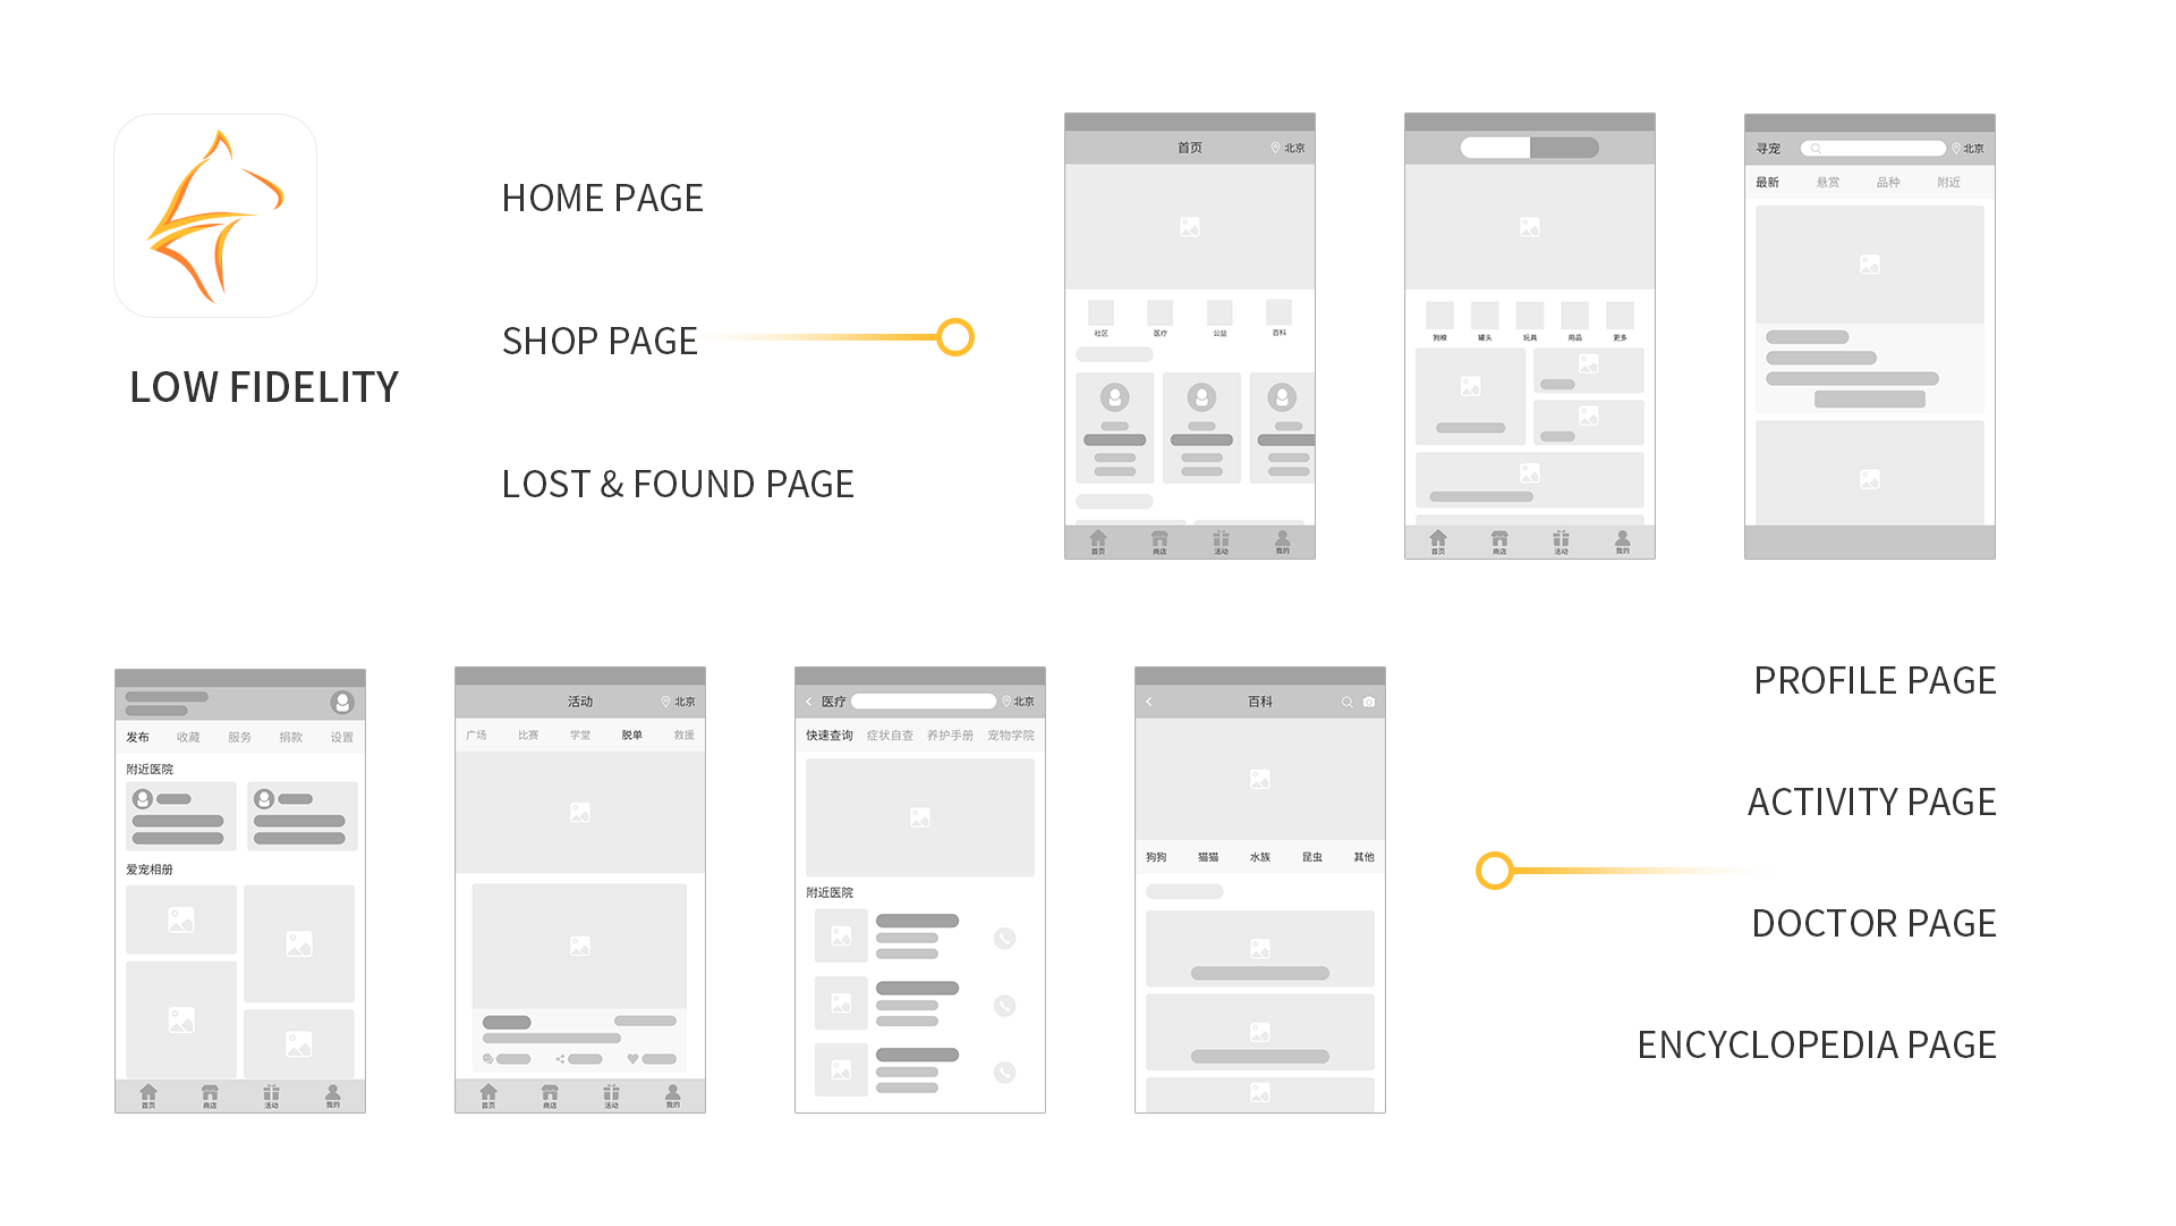 LOW FIDELITY
HOME PAGE
SHOP PAGE
LOST & FOUND PAGE
首页 北京
社区 医疗 公益 百科
首页 商店 活动 我的
狗粮 罐头 玩具 用品 更多
首页 商店 活动 我的
寻宠 北京
最新 悬赏 品种 附近
发布 收藏 服务 捐款 设置
附近医院
爱宠相册
首页 商店 活动 我的
活动 北京
广场 比赛 学堂 脱单 救援
首页 商店 活动 我的
医疗 北京
快速查询 症状自查 养护手册 宠物学院
附近医院
百科
狗狗 猫猫 水族 昆虫 其他
PROFILE PAGE
ACTIVITY PAGE
DOCTOR PAGE
ENCYCLOPEDIA PAGE